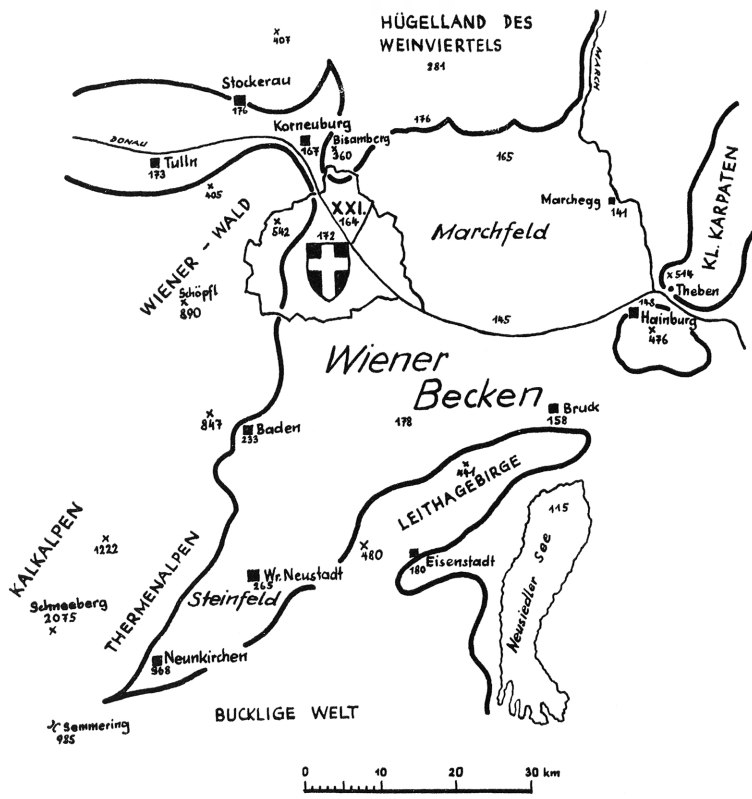 407
HÜGELLAND DES
WEINVIERTELS
281
MARCH
Stockerau
176
Korneuburg
167
Bisamberg
360
176
165
DONAU
Tulln
173
405
WIENER-WALD
542
XXI.
164
172
Marchfeld
Marchegg
141
KL. KARPATEN
514
Theben
148
Hainburg
476
Schöpfl
890
145
Wiener
Becken
847
Baden
233
178
Bruck
158
LEITHAGEBIRGE
441
115
Neusiedler See
KALKALPEN
1222
THERMENALPEN
480
Eisenstadt
180
Wr. Neustadt
265
Steinfeld
Schneeberg
2075
Neunkirchen
368
BUCKLIGE WELT
Semmering
985
0 10 20 30 km